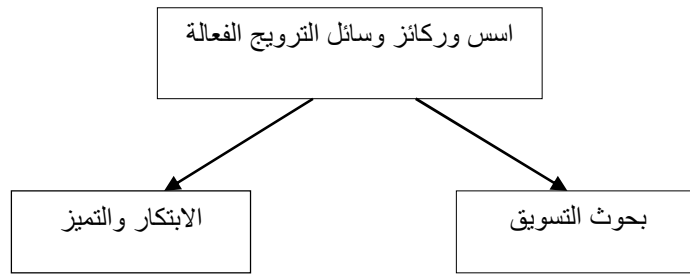 اسس وركائز وسائل الترويج الفعالة
بحوث التسويق
الابتكار والتميز